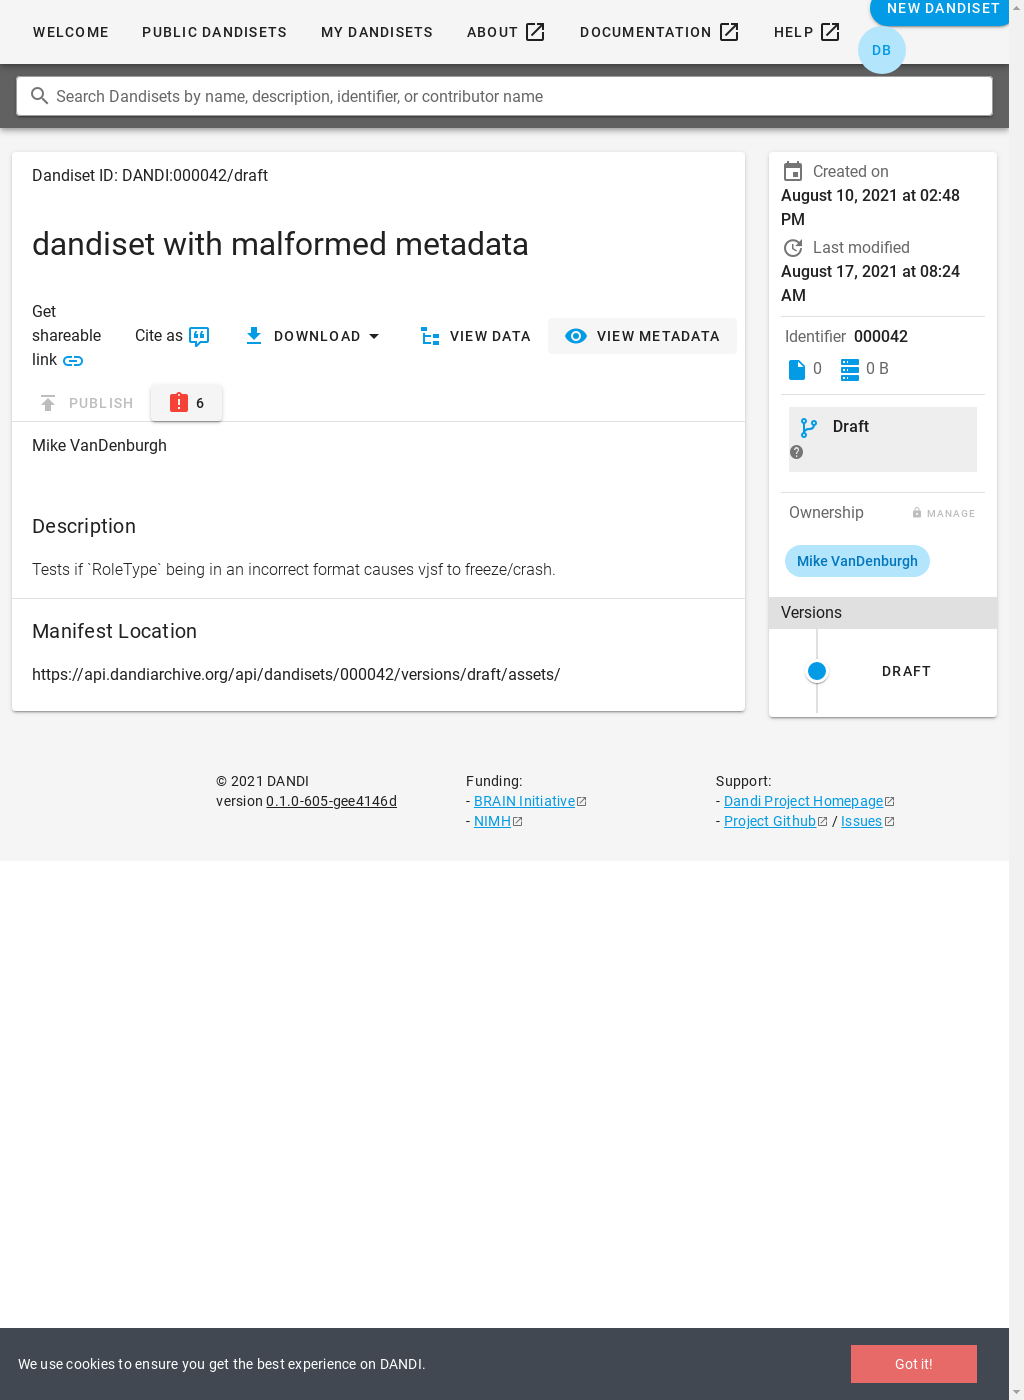 NEW DANDISET
WELCOME PUBLIC DANDISETS MY DANDISETS ABOUT DOCUMENTATION HELP
DB
Search Dandisets by name, description, identifier, or contributor name
Dandiset ID: DANDI:000042/draft
dandiset with malformed metadata
Get
shareable
link
Cite as
DOWNLOAD
VIEW DATA
VIEW METADATA
PUBLISH
6
Mike VanDenburgh
Description
Tests if `RoleType` being in an incorrect format causes vjsf to freeze/crash.
Manifest Location
https://api.dandiarchive.org/api/dandisets/000042/versions/draft/assets/
Created on
August 10, 2021 at 02:48
PM
Last modified
August 17, 2021 at 08:24
AM
Identifier 000042
0 0 B
Draft
Ownership MANAGE
Mike VanDenburgh
Versions
DRAFT
© 2021 DANDI
version 0.1.0-605-gee4146d
Funding:
- BRAIN Initiative
- NIMH
Support:
- Dandi Project Homepage
- Project Github / Issues
We use cookies to ensure you get the best experience on DANDI.
Got it!